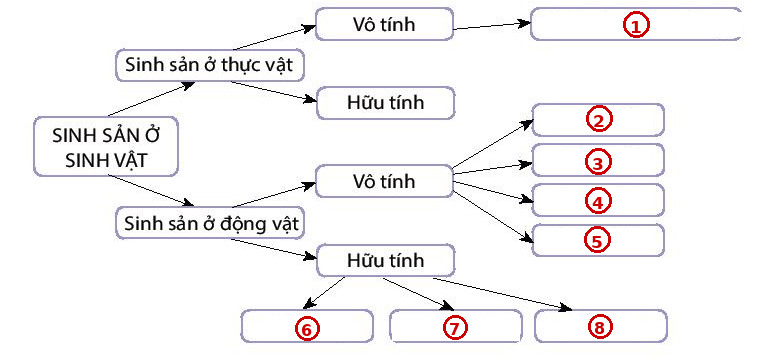 Vô tính
1
Sinh sản ở thực vật
Hữu tính
2
SINH SẢN Ở
SINH VẬT
3
Vô tính
4
Sinh sản ở động vật
5
Hữu tính
6
7
8